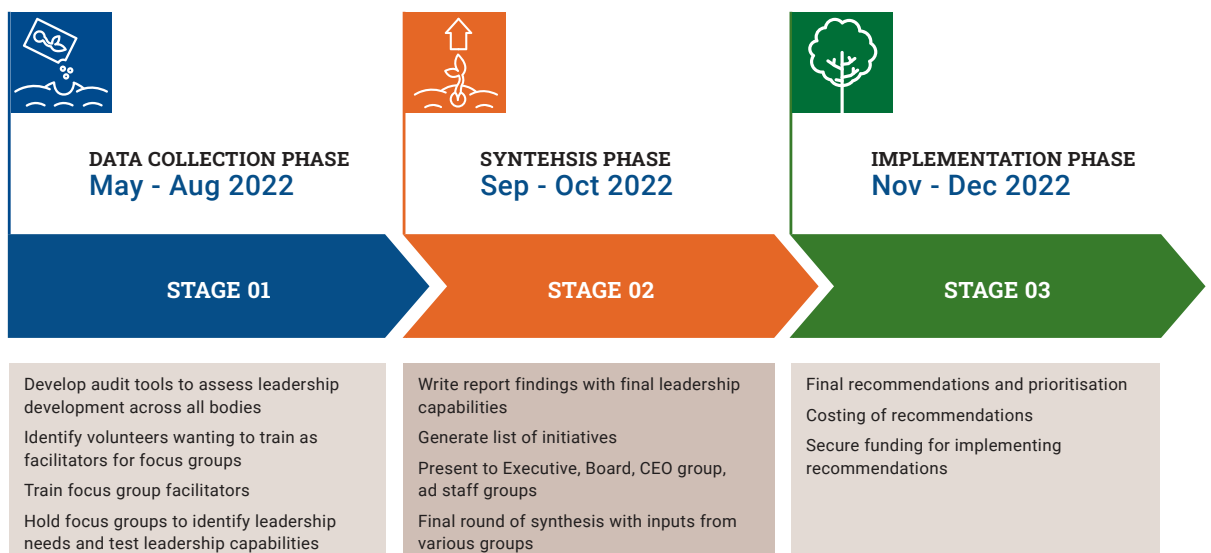 DATA COLLECTION PHASE
May - Aug 2022
SYNTEHSIS PHASE
Sep - Oct 2022
IMPLEMENTATION PHASE
Nov - Dec 2022
STAGE 01
STAGE 02
STAGE 03
Develop audit tools to assess leadership
development across all bodies
Identify volunteers wanting to train as
facilitators for focus groups
Train focus group facilitators
Hold focus groups to identify leadership
needs and test leadership capabilities
Write report findings with final leadership
capabilities
Generate list of initiatives
Present to Executive, Board, CEO group,
ad staff groups
Final round of synthesis with inputs from
various groups
Final recommendations and prioritisation
Costing of recommendations
Secure funding for implementing
recommendations